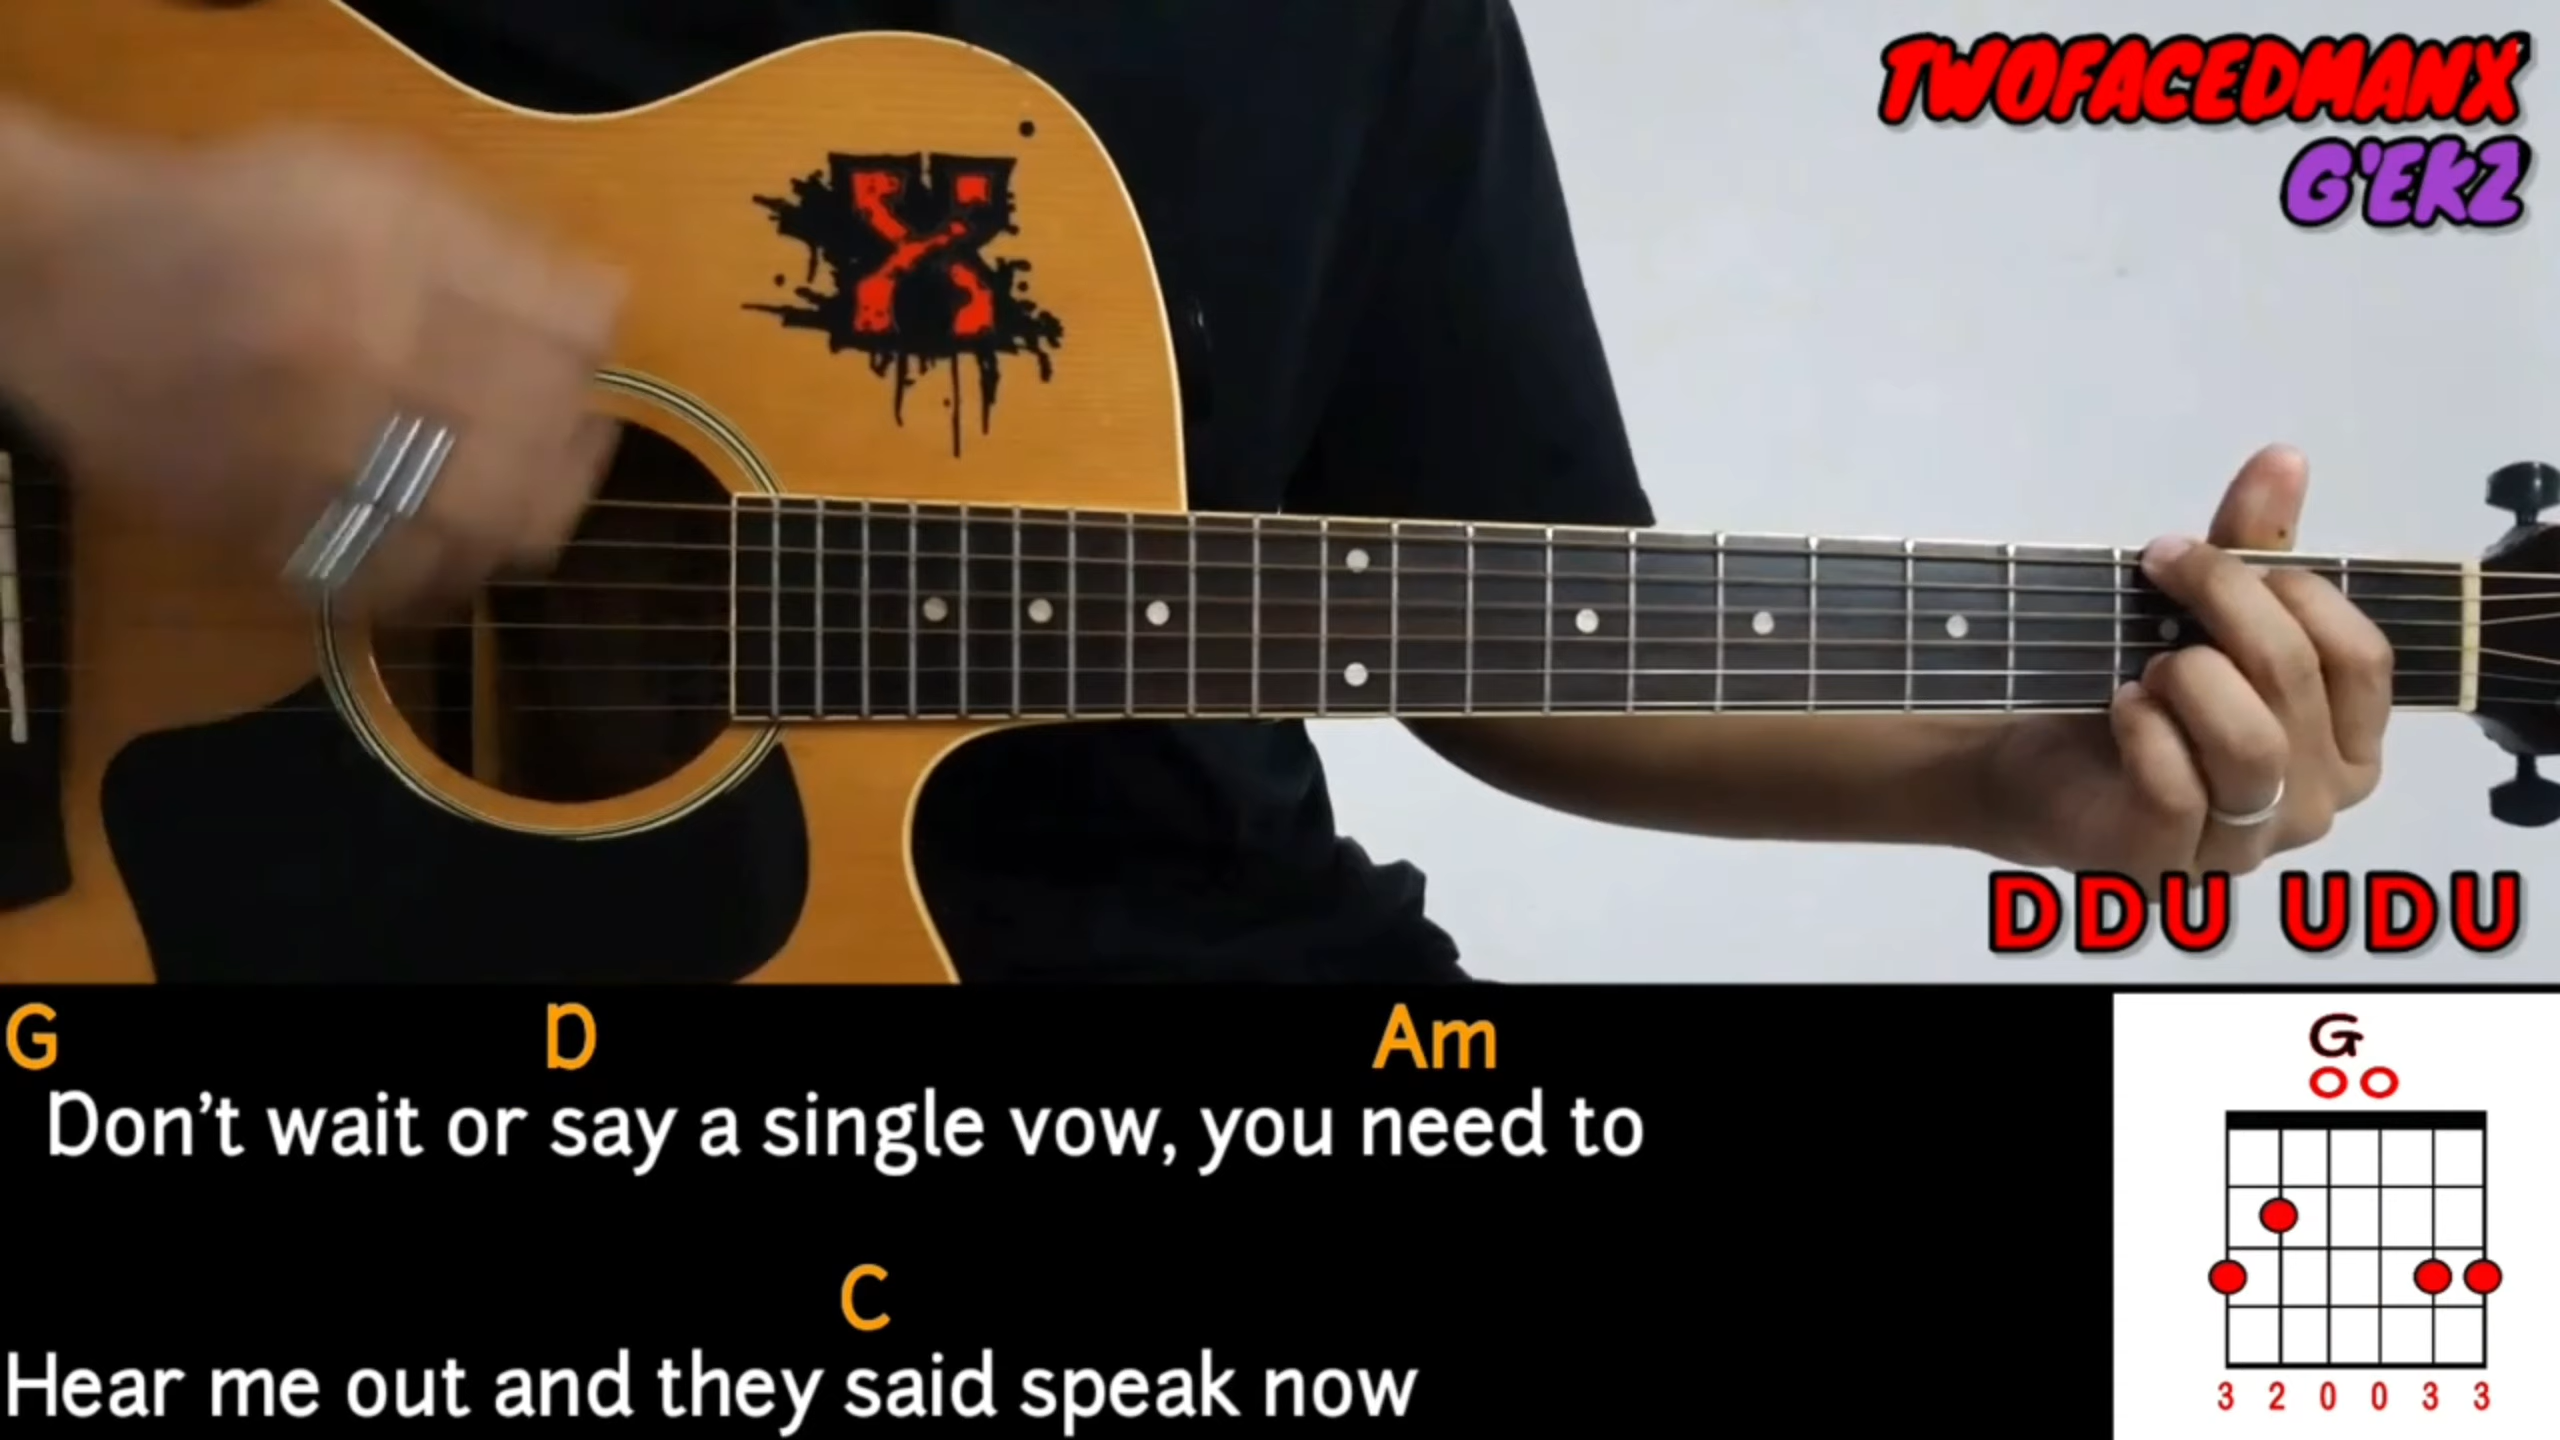 TWOFACEDMANX
G'EKZ
X
DDU UDU
G D Am
Don't wait or say a single vow, you need to
C
Hear me out and they said speak now
G
3 2 0 0 3 3